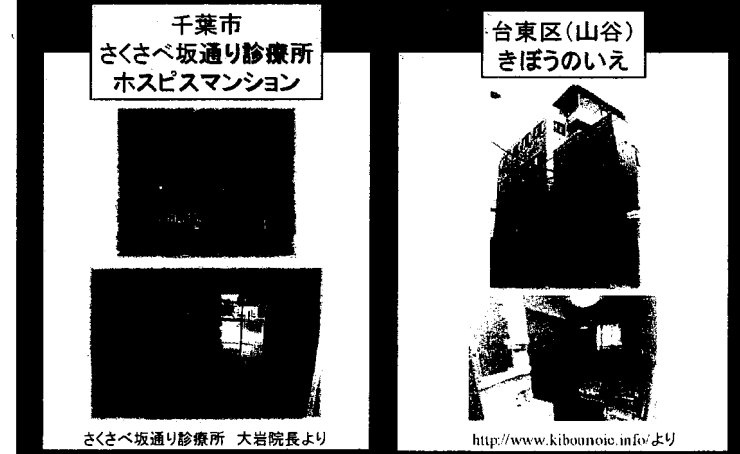 千葉市
さくさべ坂通り診療所
ホスピスマンション
さくさべ坂通り診療所 大岩院長より
台東区(山谷)
きぼうのいえ
http://www.kibounoie.info/より